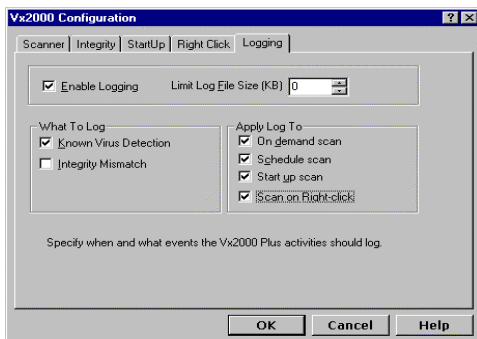 Vx2000 Configuration
Scanner Integrity StartUp Right Click Logging
Enable Logging Limit Log File Size (KB) 0
What To Log
Known Virus Detection
Integrity Mismatch
Apply Log To
On demand scan
Schedule scan
Start up scan
Scan on Right-click
Specify when and what events the Vx2000 Plus activities should log.
OK Cancel Help